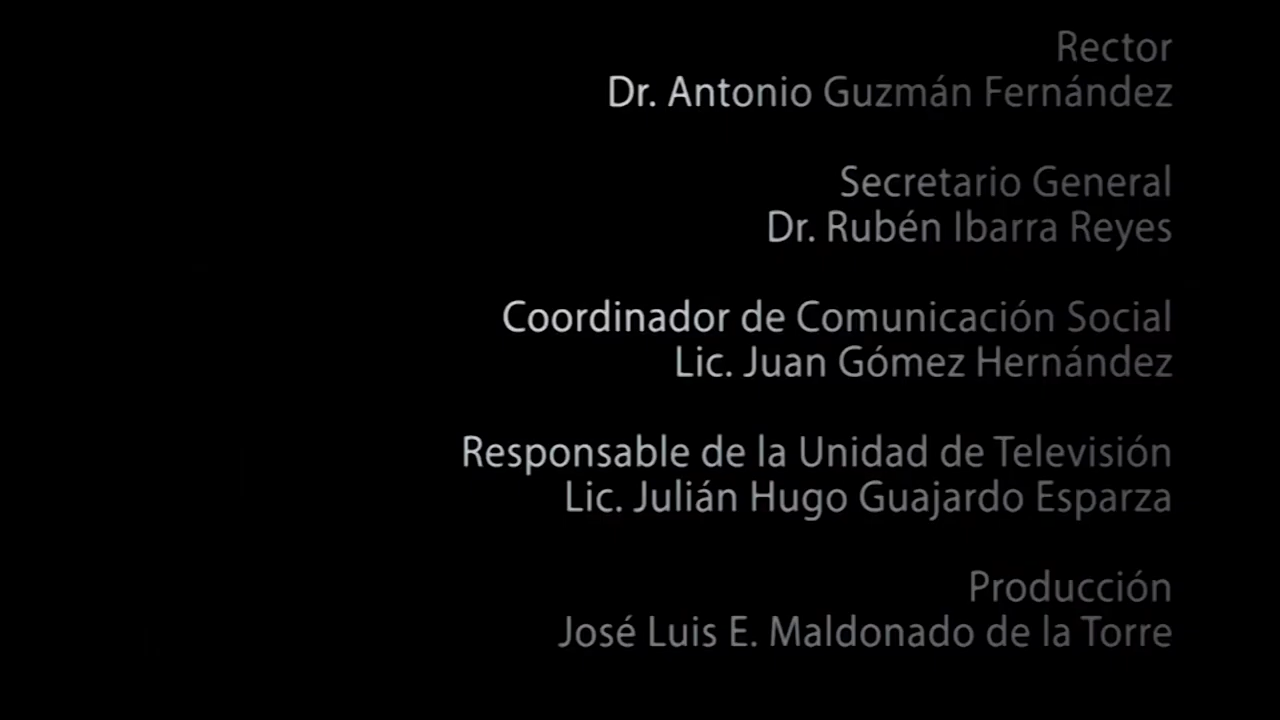 Rector
Dr. Antonio Guzmán Fernández
Secretario General
Dr. Rubén Ibarra Reyes
Coordinador de Comunicación Social
Lic. Juan Gómez Hernández
Responsable de la Unidad de Televisión
Lic. Julián Hugo Guajardo Esparza
Producción
José Luis E. Maldonado de la Torre